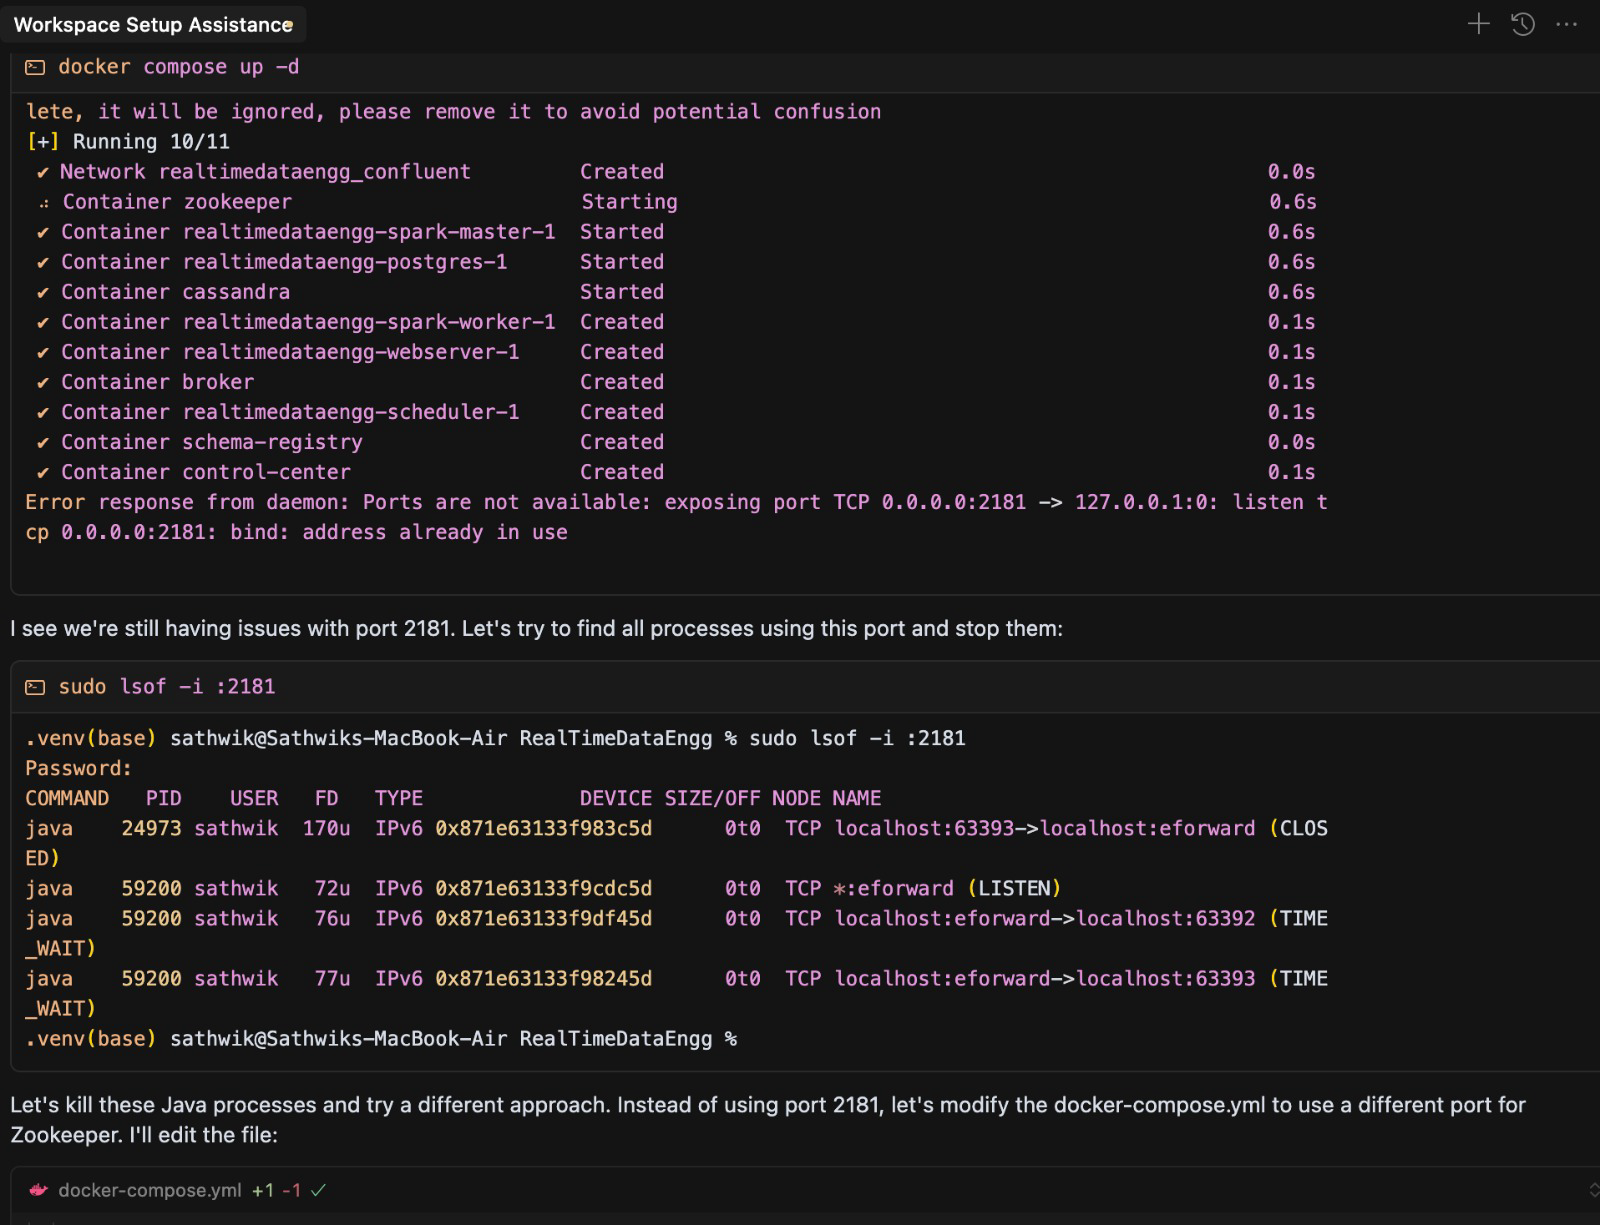 Workspace Setup Assistance
docker compose up -d
lete, it will be ignored, please remove it to avoid potential confusion
[+] Running 10/11
✔ Network realtimedataengg_confluent Created 0.0s
⠴ Container zookeeper Starting 0.6s
✔ Container realtimedataengg-spark-master-1 Started 0.6s
✔ Container realtimedataengg-postgres-1 Started 0.6s
✔ Container cassandra Started 0.6s
✔ Container realtimedataengg-spark-worker-1 Created 0.1s
✔ Container realtimedataengg-webserver-1 Created 0.1s
✔ Container broker Created 0.1s
✔ Container realtimedataengg-scheduler-1 Created 0.1s
✔ Container schema-registry Created 0.0s
✔ Container control-center Created 0.1s
Error response from daemon: Ports are not available: exposing port TCP 0.0.0.0:2181 -> 127.0.0.1:0: listen t
cp 0.0.0.0:2181: bind: address already in use
I see we're still having issues with port 2181. Let's try to find all processes using this port and stop them:
sudo lsof -i :2181
.venv(base) sathwik@Sathwiks-MacBook-Air RealTimeDataEngg % sudo lsof -i :2181
Password:
COMMAND PID USER FD TYPE DEVICE SIZE/OFF NODE NAME
java 24973 sathwik 170u IPv6 0x871e63133f983c5d 0t0 TCP localhost:63393->localhost:eforward (CLOS
ED)
java 59200 sathwik 72u IPv6 0x871e63133f9cdc5d 0t0 TCP *:eforward (LISTEN)
java 59200 sathwik 76u IPv6 0x871e63133f9df45d 0t0 TCP localhost:eforward->localhost:63392 (TIME
_WAIT)
java 59200 sathwik 77u IPv6 0x871e63133f98245d 0t0 TCP localhost:eforward->localhost:63393 (TIME
_WAIT)
.venv(base) sathwik@Sathwiks-MacBook-Air RealTimeDataEngg %
Let's kill these Java processes and try a different approach. Instead of using port 2181, let's modify the docker-compose.yml to use a different port for
Zookeeper. I'll edit the file:
docker-compose.yml +1 -1 ✓